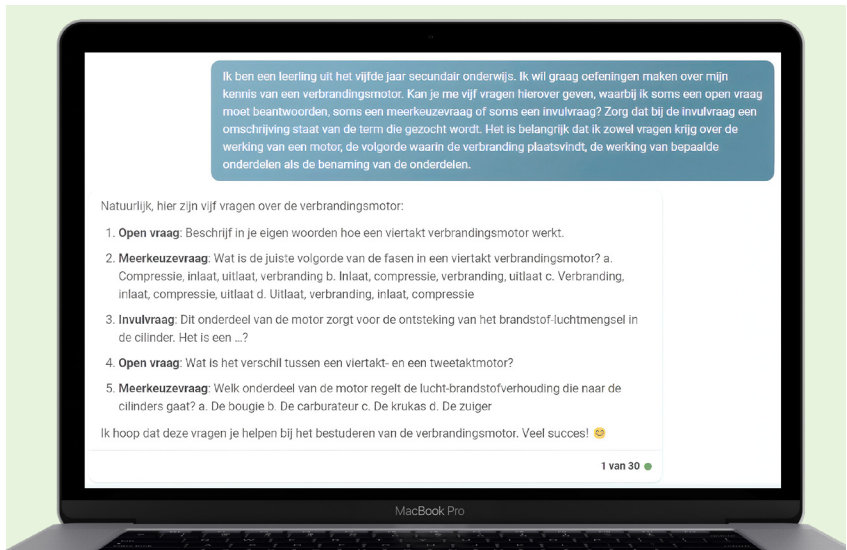 Ik ben een leerling uit het vijfde jaar secundair onderwijs. Ik wil graag oefeningen maken over mijn
kennis van een verbrandingsmotor. Kan je me vijf vragen hierover geven, waarbij ik soms een open vraag
moet beantwoorden, soms een meerkeuzevraag of soms een invulvraag? Zorg dat bij de invulvraag een
omschrijving staat van de term die gezocht wordt. Het is belangrijk dat ik zowel vragen krijg over de
werking van een motor, de volgorde waarin de verbranding plaatsvindt, de werking van bepaalde
onderdelen als de benaming van de onderdelen.
Natuurlijk, hier zijn vijf vragen over de verbrandingsmotor:
1. Open vraag: Beschrijf in je eigen woorden hoe een viertakt verbrandingsmotor werkt.
2. Meerkeuzevraag: Wat is de juiste volgorde van de fasen in een viertakt verbrandingsmotor? a.
Compressie, inlaat, uitlaat, verbranding b. Inlaat, compressie, verbranding, uitlaat c. Verbranding,
inlaat, compressie, uitlaat d. Uitlaat, verbranding, inlaat, compressie
3. Invulvraag: Dit onderdeel van de motor zorgt voor de ontsteking van het brandstof-luchtmengsel in
de cilinder. Het is een ...?
4. Open vraag: Wat is het verschil tussen een viertakt- en een tweetaktmotor?
5. Meerkeuzevraag: Welk onderdeel van de motor regelt de lucht-brandstofverhouding die naar de
cilinders gaat? a. De bougie b. De carburateur c. De krukas d. De zuiger
Ik hoop dat deze vragen je helpen bij het bestuderen van de verbrandingsmotor. Veel succes! 😊
1 van 30
MacBook Pro